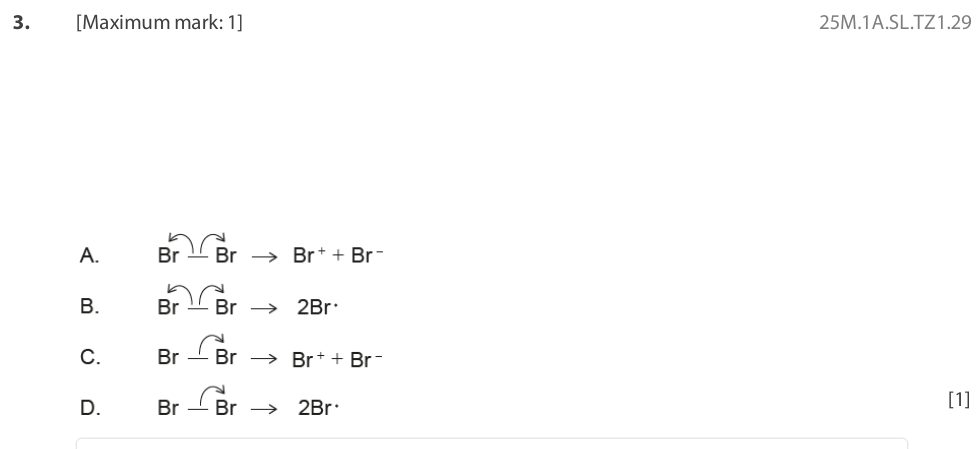 3. [Maximum mark: 1] 25M.1A.SL.TZ1.29
A. Br — Br → Br⁺ + Br⁻
B. Br — Br → 2Br·
C. Br — Br → Br⁺ + Br⁻
D. Br — Br → 2Br·
[1]